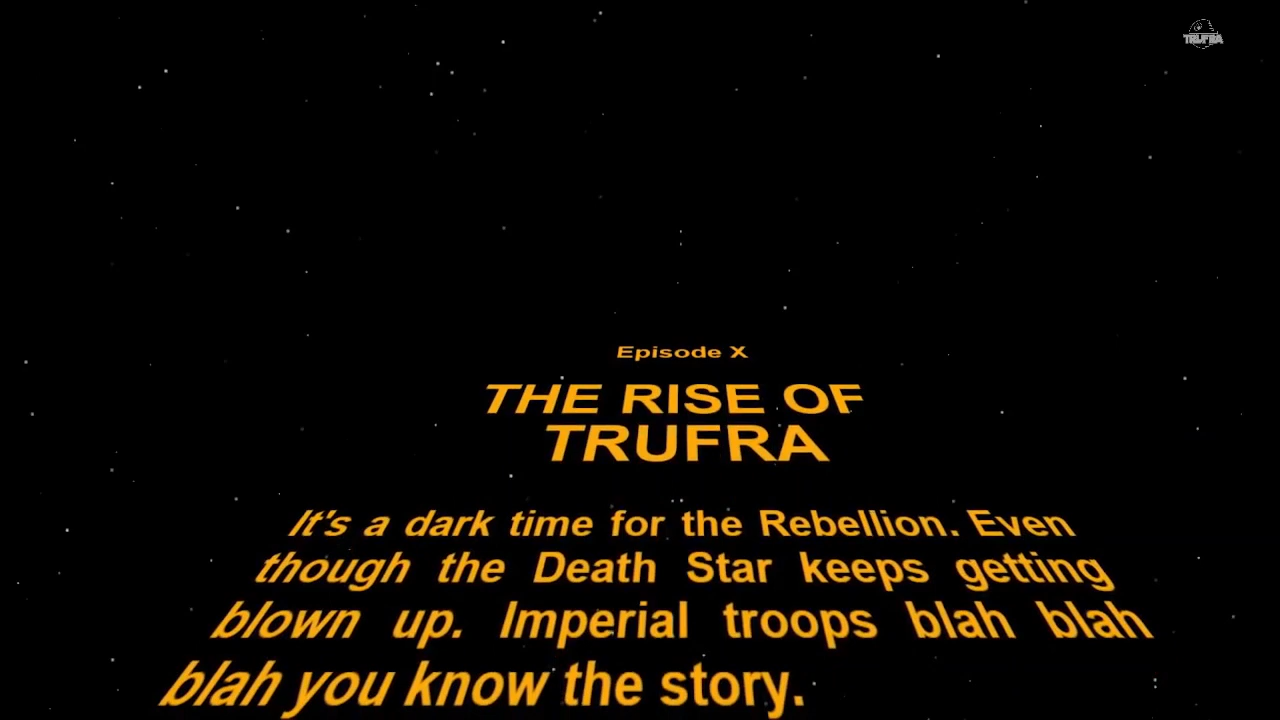 TRUFRA
Episode X
THE RISE OF
TRUFRA
It's a dark time for the Rebellion. Even
though the Death Star keeps getting
blown up. Imperial troops blah blah
blah you know the story.